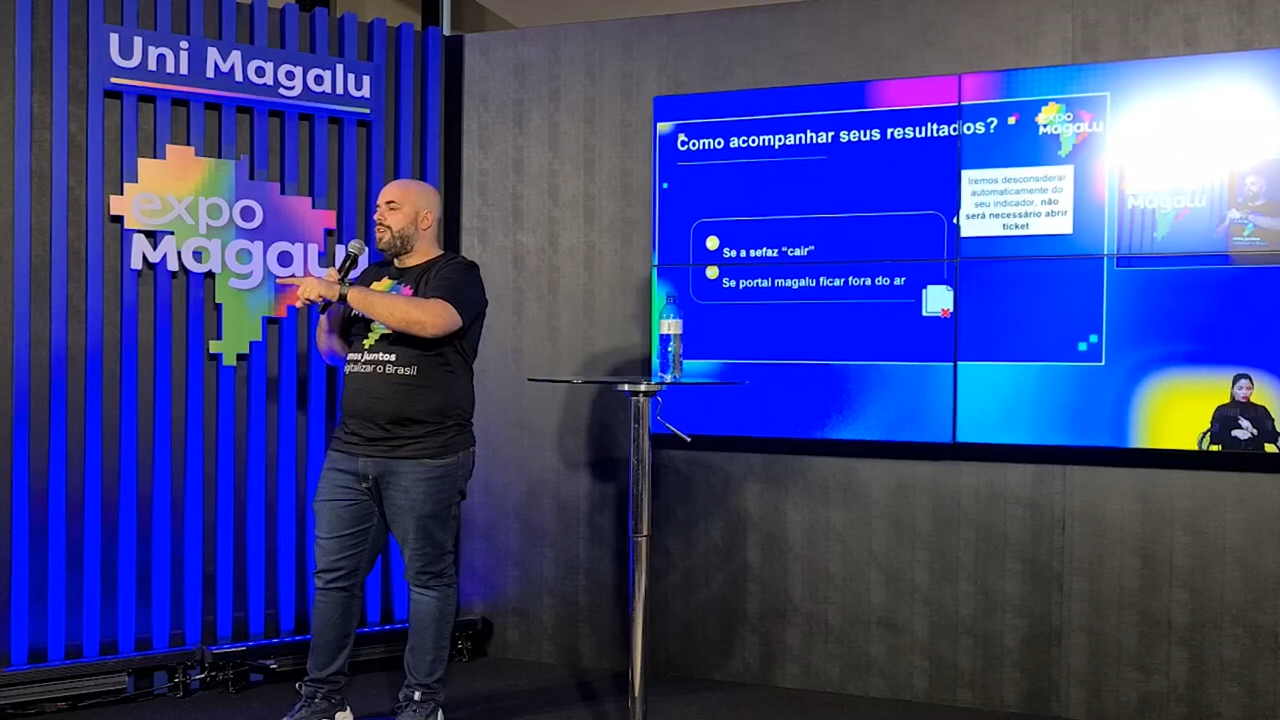 Uni Magalu
expo
Magalu
mos juntos
gitalizar o Brasil
Como acompanhar seus resultados?
expo
Magalu
Iremos desconsiderar
automaticamente do
seu indicador, não
será necessário abrir
ticket
Se a sefaz “cair”
Se portal magalu ficar fora do ar
Magalu